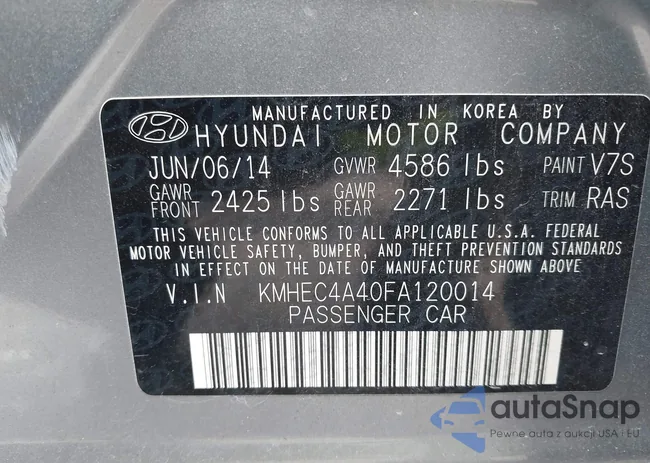 MANUFACTURED IN KOREA BY
HYUNDAI MOTOR COMPANY
JUN/06/14 GVWR 4586 lbs PAINT V7S
GAWR FRONT 2425 lbs GAWR REAR 2271 lbs TRIM RAS
THIS VEHICLE CONFORMS TO ALL APPLICABLE U.S.A. FEDERAL
MOTOR VEHICLE SAFETY, BUMPER, AND THEFT PREVENTION STANDARDS
IN EFFECT ON THE DATE OF MANUFACTURE SHOWN ABOVE
V.I.N KMHEC4A40FA120014
PASSENGER CAR
autaSnap
Pewne auta z aukcji USA i EU